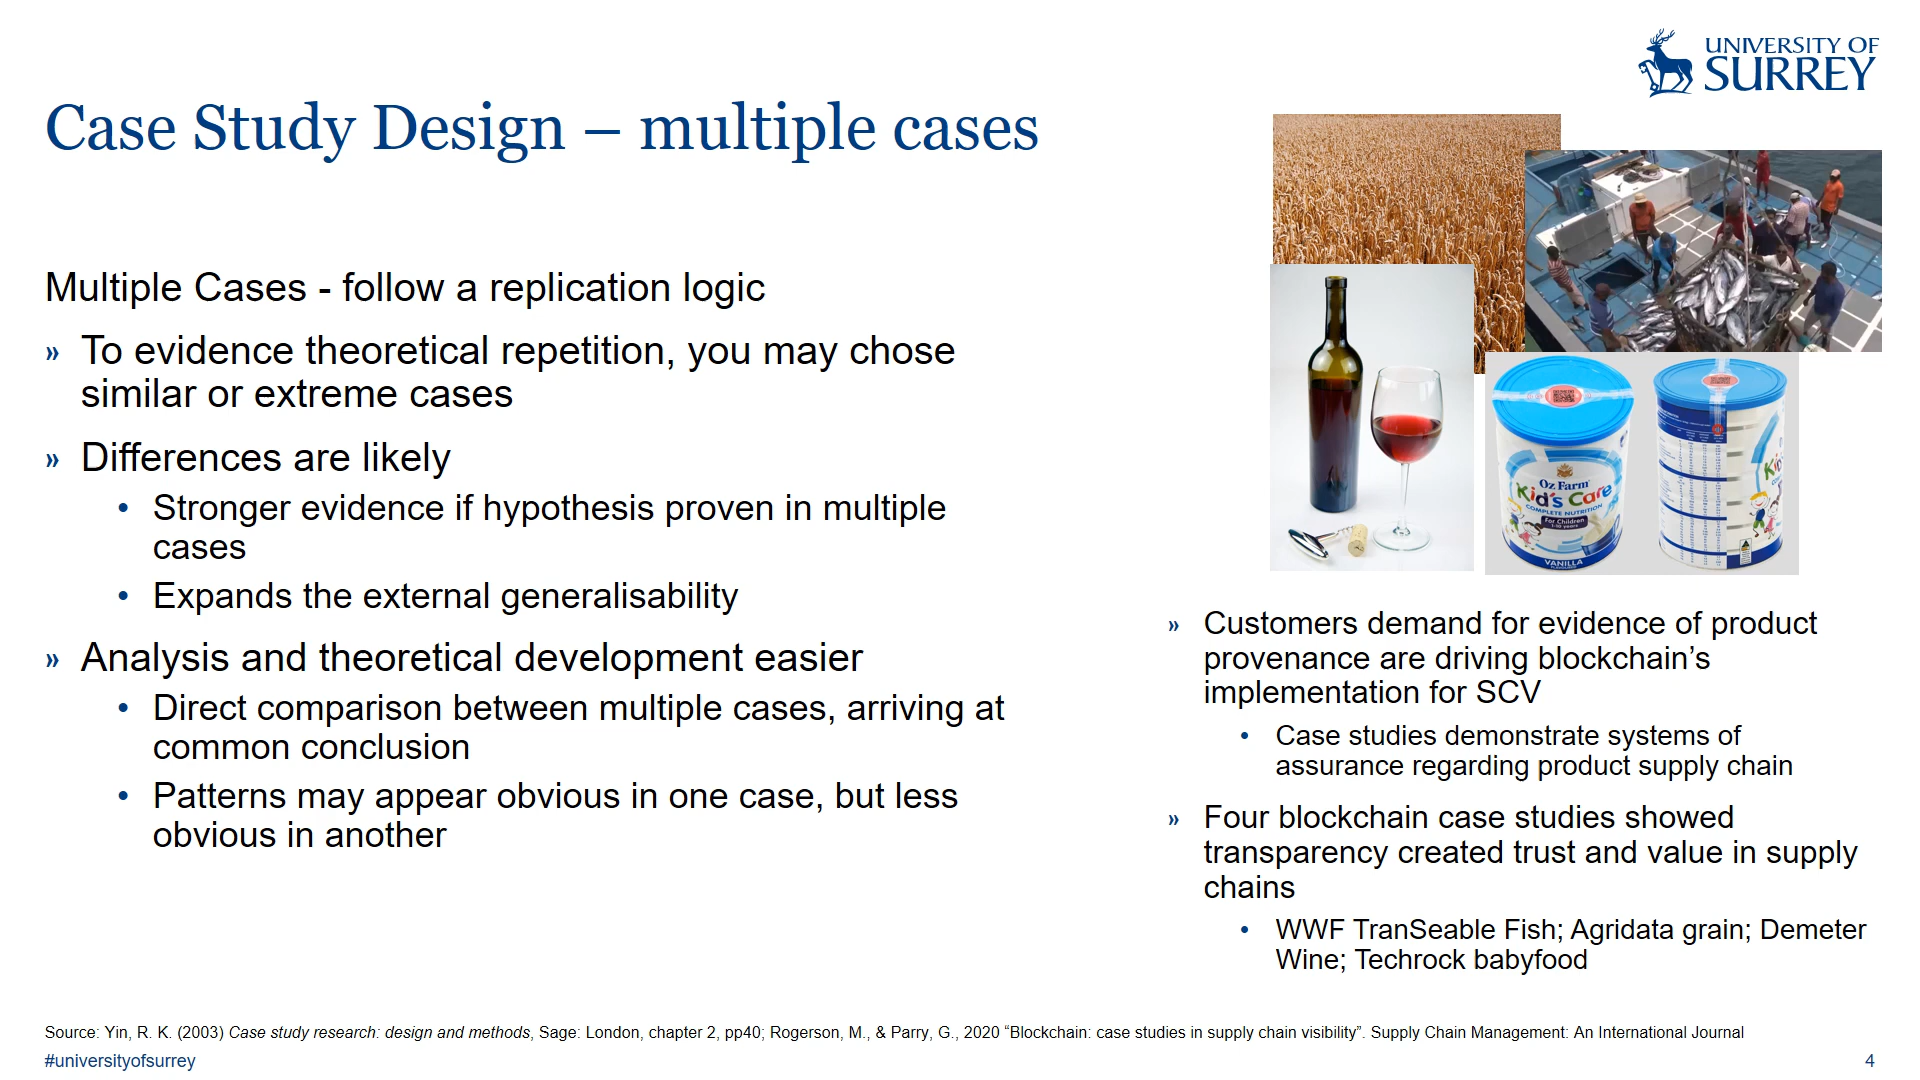 UNIVERSITY OF
SURREY
Case Study Design – multiple cases
Multiple Cases - follow a replication logic
» To evidence theoretical repetition, you may chose
similar or extreme cases
» Differences are likely
• Stronger evidence if hypothesis proven in multiple
cases
• Expands the external generalisability
» Analysis and theoretical development easier
• Direct comparison between multiple cases, arriving at
common conclusion
• Patterns may appear obvious in one case, but less
obvious in another
Oz Farm
Kid's Care
COMPLETE NUTRITION
For Children
1-10 years
VANILLA
» Customers demand for evidence of product
provenance are driving blockchain’s
implementation for SCV
• Case studies demonstrate systems of
assurance regarding product supply chain
» Four blockchain case studies showed
transparency created trust and value in supply
chains
• WWF TranSeable Fish; Agridata grain; Demeter
Wine; Techrock babyfood
Source: Yin, R. K. (2003) Case study research: design and methods, Sage: London, chapter 2, pp40; Rogerson, M., & Parry, G., 2020 “Blockchain: case studies in supply chain visibility”. Supply Chain Management: An International Journal
#universityofsurrey
4